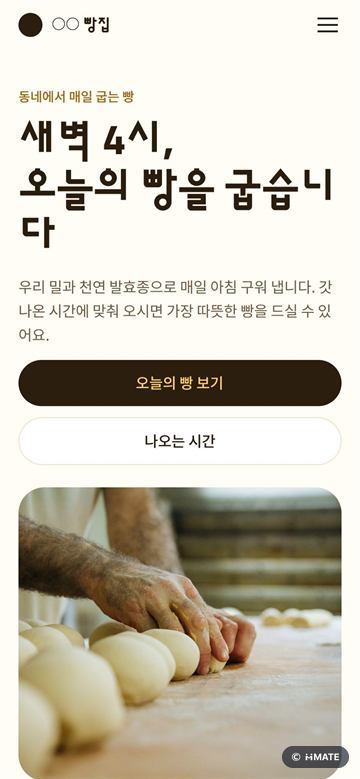 ○○ 빵집
동네에서 매일 굽는 빵
새벽 4시,
오늘의 빵을 굽습니
다
우리 밀과 천연 발효종으로 매일 아침 구워 냅니다. 갓
나온 시간에 맞춰 오시면 가장 따뜻한 빵을 드실 수 있
어요.
오늘의 빵 보기
나오는 시간
© HMATE